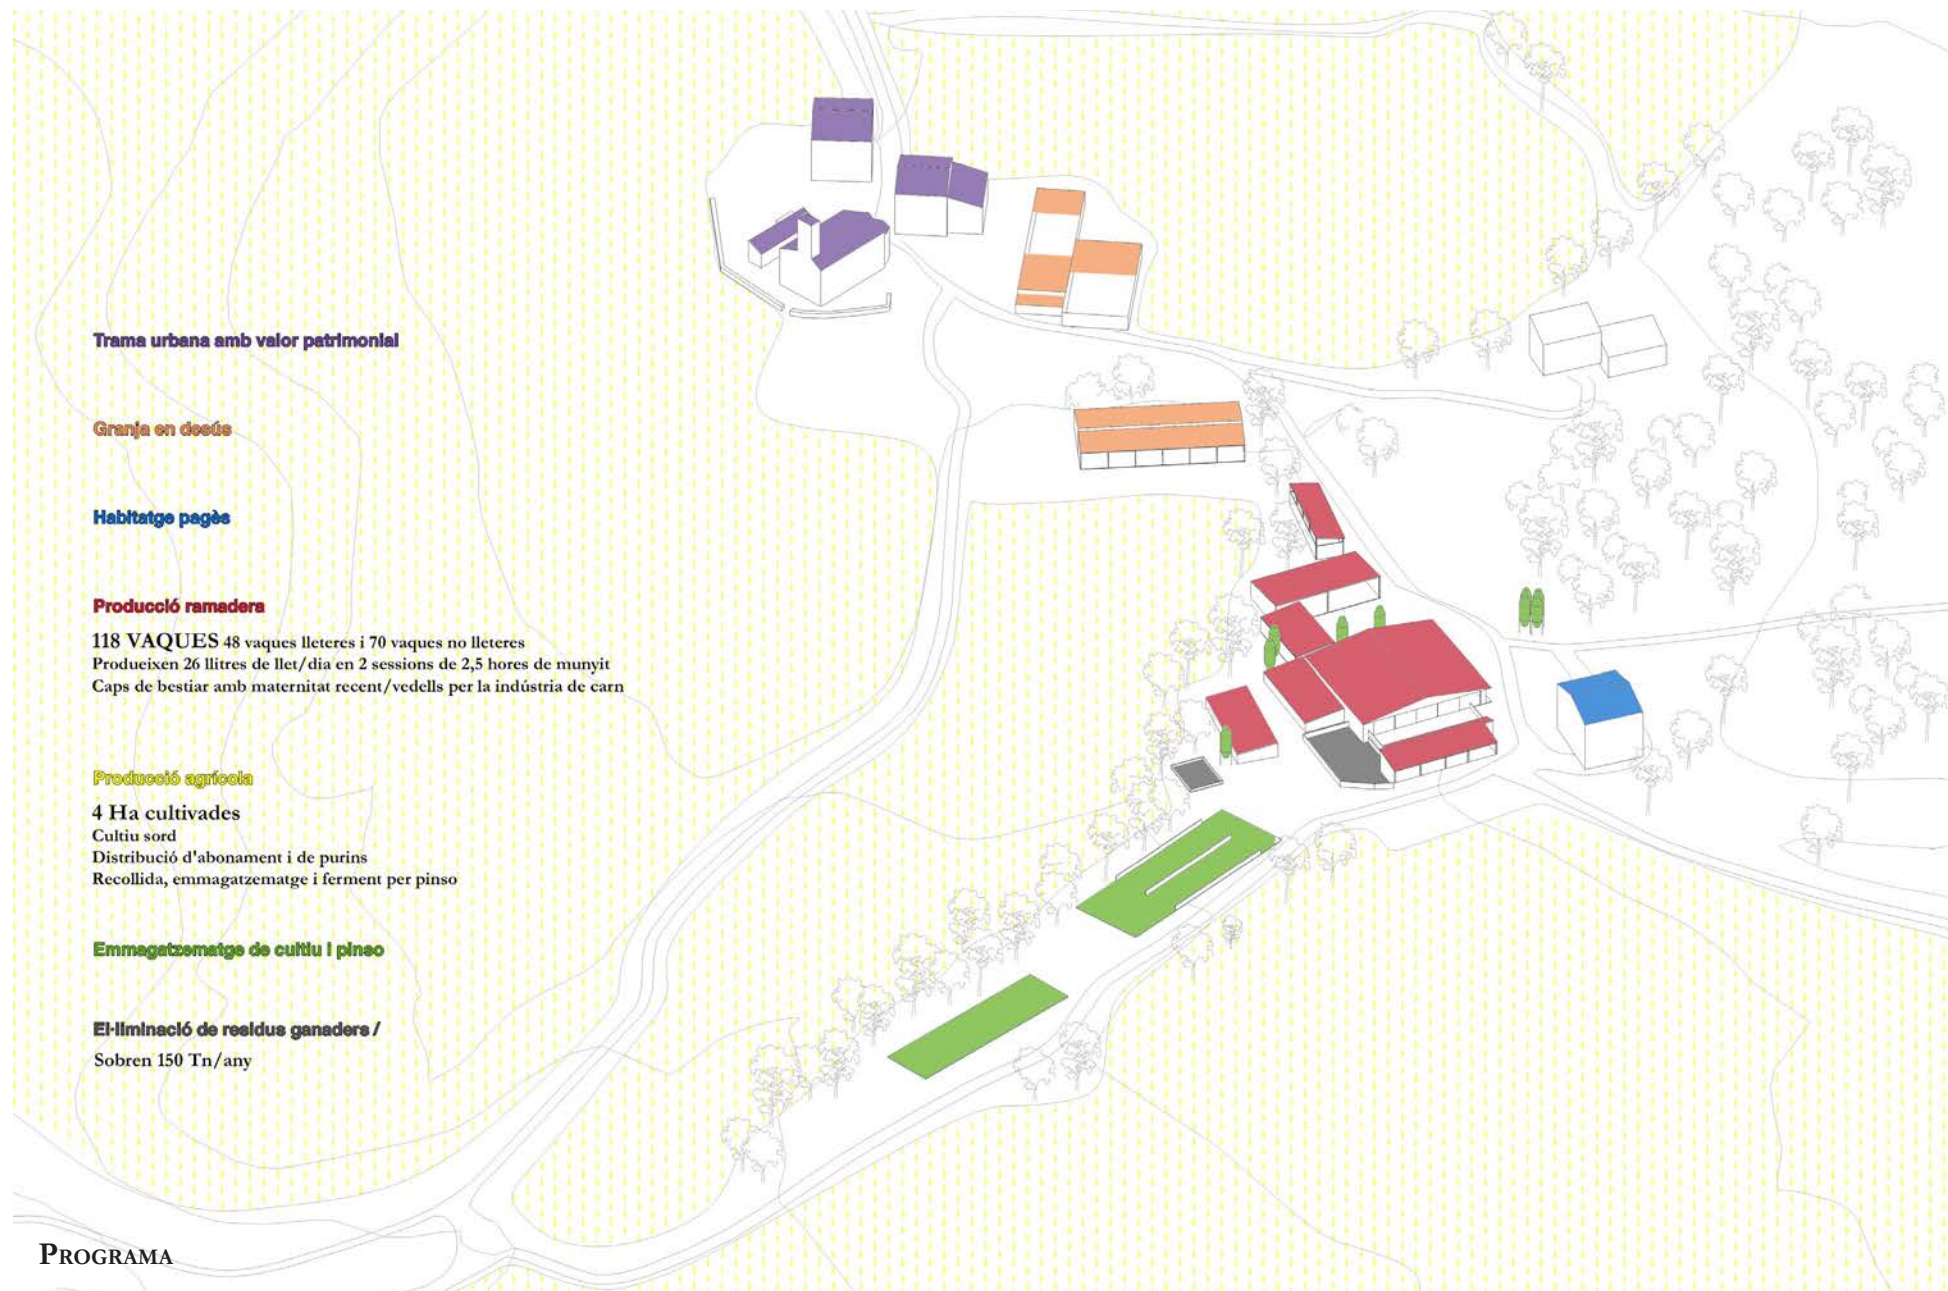 Trama urbana amb valor patrimonial
Granja en desús
Habitatge pagès
Producció ramadera
118 VAQUES 48 vaques lleteres i 70 vaques no lleteres
Produeixen 26 llitres de llet/dia en 2 sessions de 2,5 hores de munyit
Caps de bestiar amb maternitat recent/vedells per la indústria de carn
Producció agrícola
4 Ha cultivades
Cultiu sord
Distribució d'abonament i de purins
Recollida, emmagatzematge i ferment per pinso
Emmagatzematge de cultiu i pinso
El·liminació de residus ganaders /
Sobren 150 Tn/any
PROGRAMA